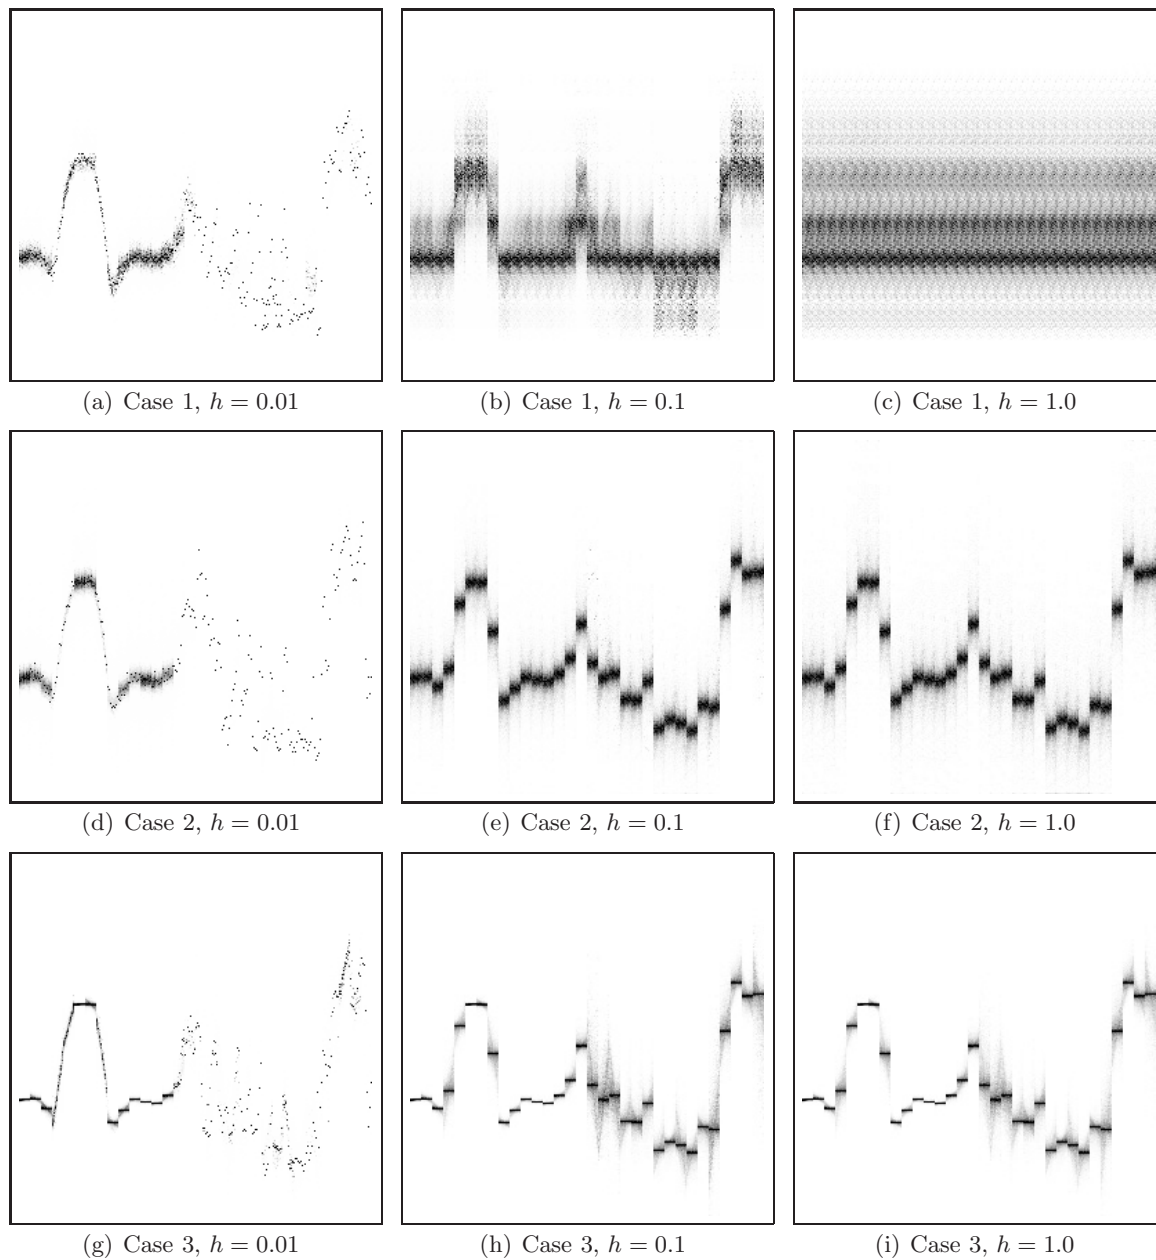 (a) Case 1, h = 0.01
(b) Case 1, h = 0.1
(c) Case 1, h = 1.0
(d) Case 2, h = 0.01
(e) Case 2, h = 0.1
(f) Case 2, h = 1.0
(g) Case 3, h = 0.01
(h) Case 3, h = 0.1
(i) Case 3, h = 1.0